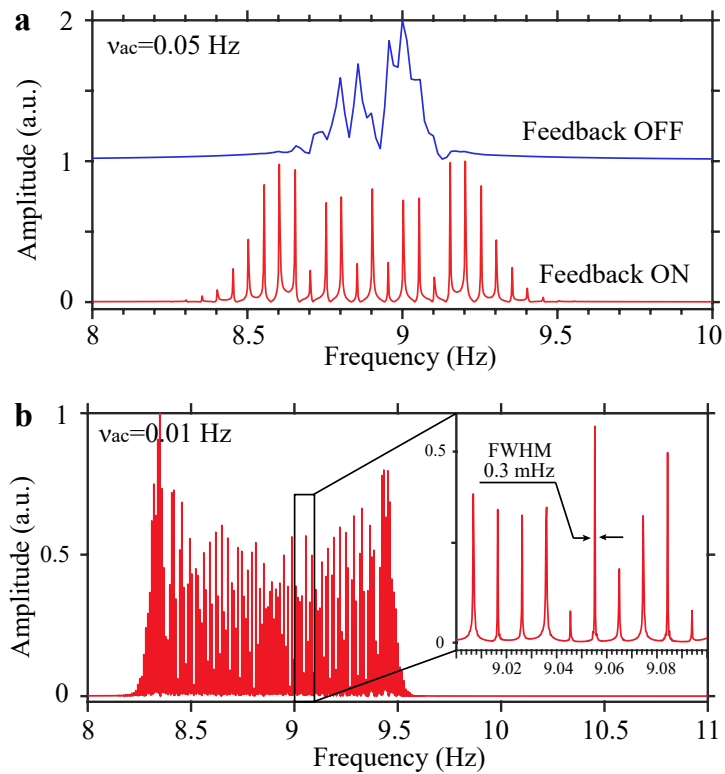 a
νac=0.05 Hz
Feedback OFF
Feedback ON
Amplitude (a.u.)
2
1
0
8 8.5 9 9.5 10
Frequency (Hz)
b
νac=0.01 Hz
Amplitude (a.u.)
1
0.5
0
8 8.5 9 9.5 10 10.5 11
Frequency (Hz)
FWHM
0.3 mHz
0.5
0
9.02 9.04 9.06 9.08